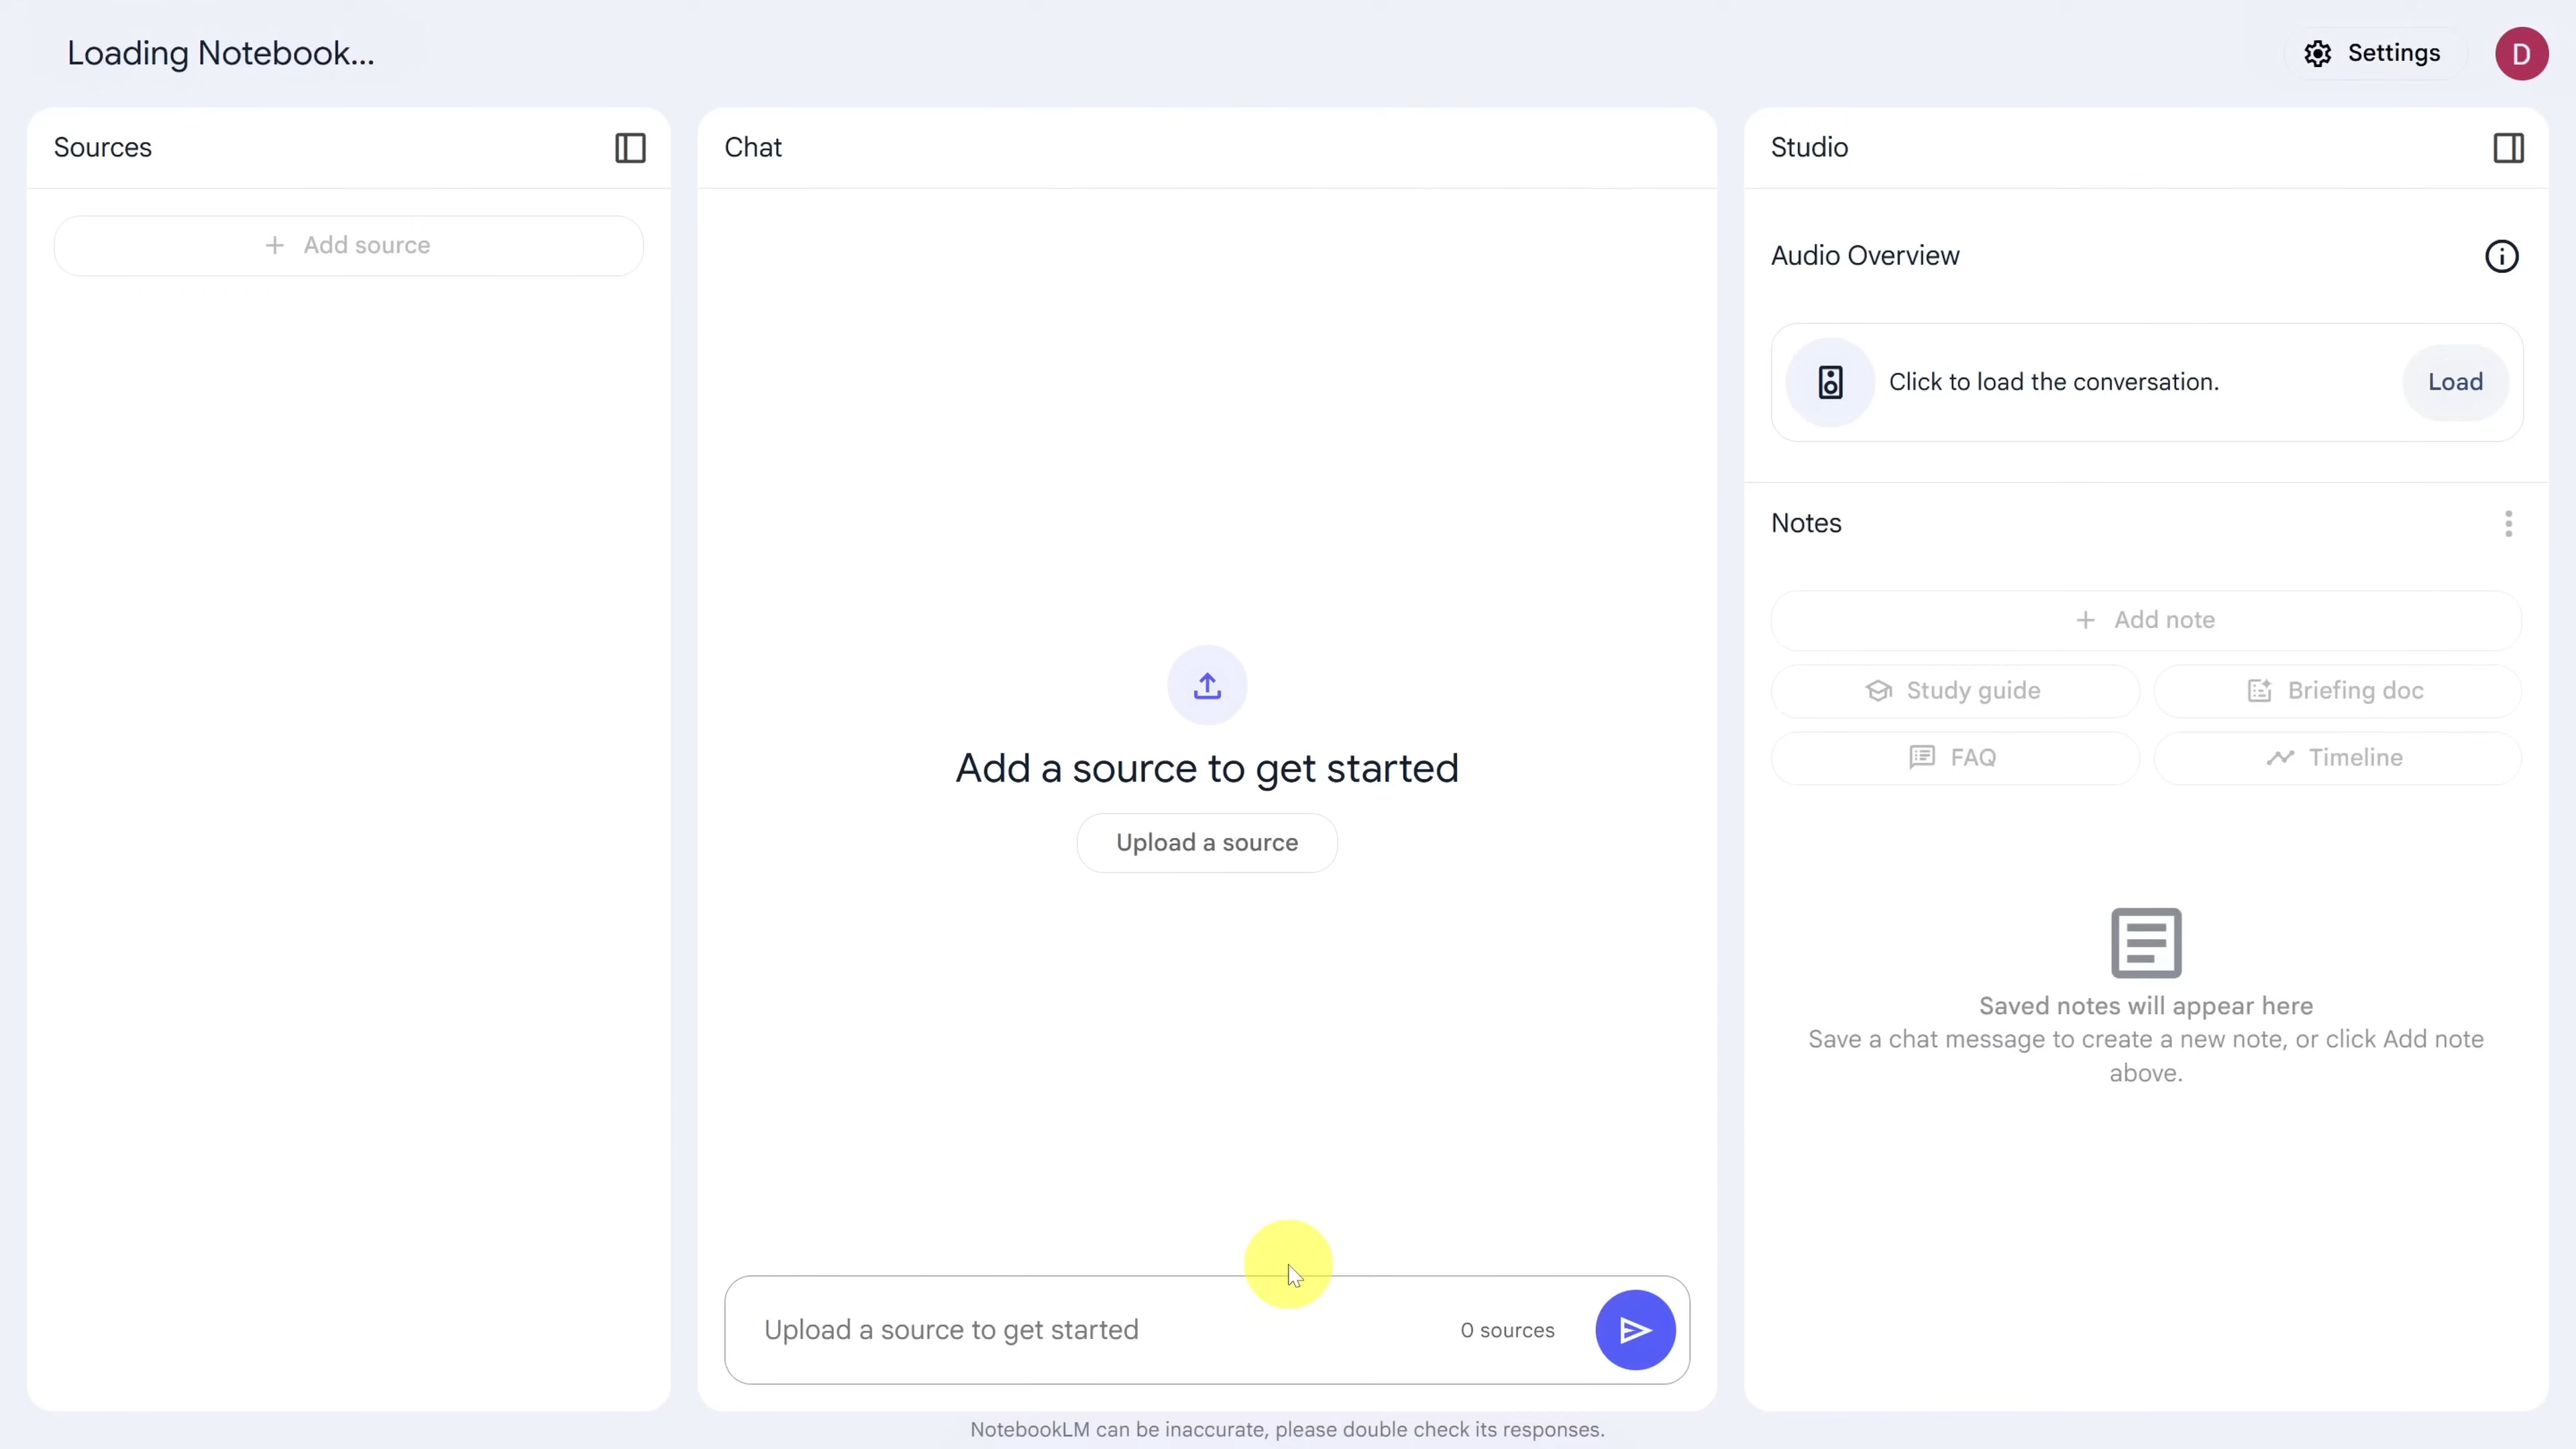 Loading Notebook...
Settings
D
Sources
Add source
Chat
Add a source to get started
Upload a source
Upload a source to get started
0 sources
NotebookLM can be inaccurate, please double check its responses.
Studio
Audio Overview
Click to load the conversation.
Load
Notes
Add note
Study guide
Briefing doc
FAQ
Timeline
Saved notes will appear here
Save a chat message to create a new note, or click Add note
above.